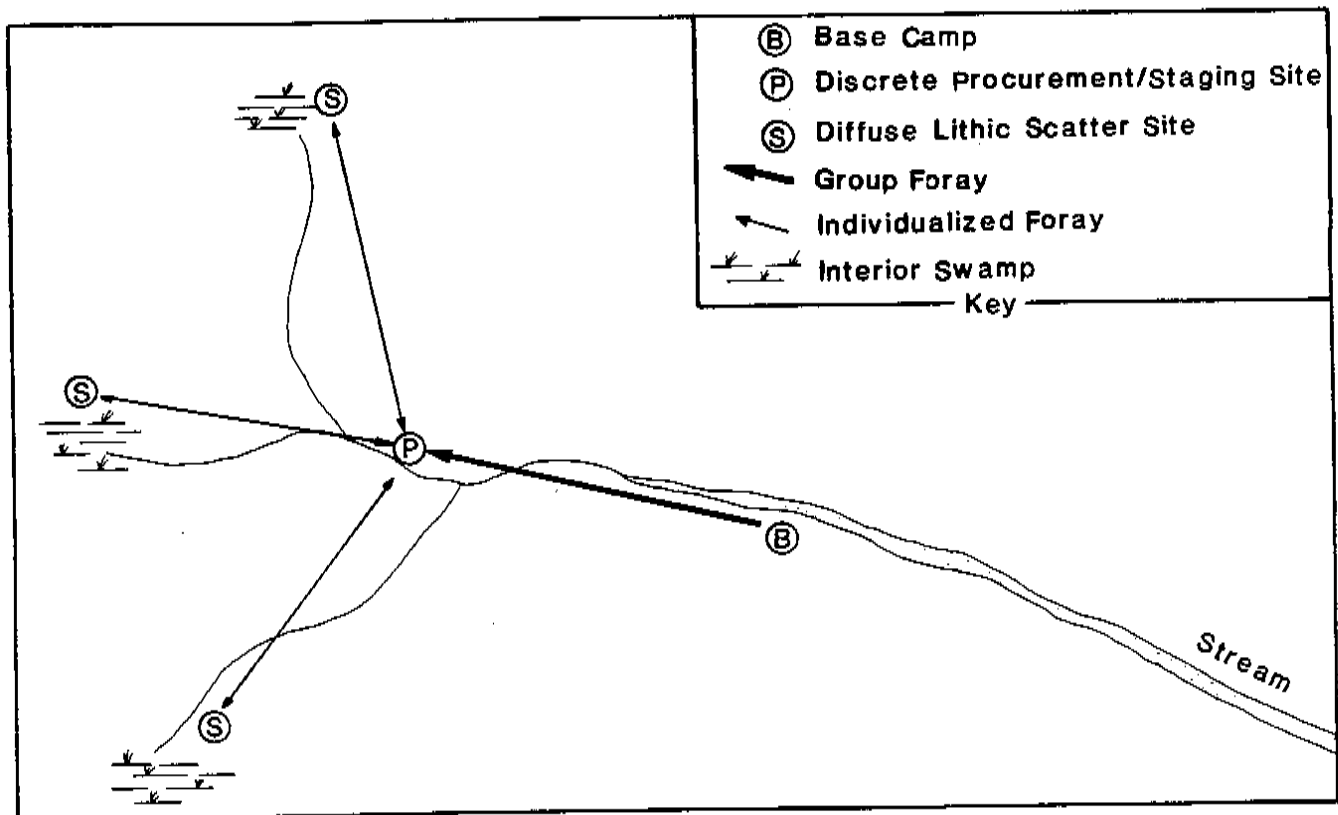 B Base Camp
P Discrete Procurement/Staging Site
S Diffuse Lithic Scatter Site
Group Foray
Individualized Foray
Interior Swamp
Key
S
S
P
B
S
Stream